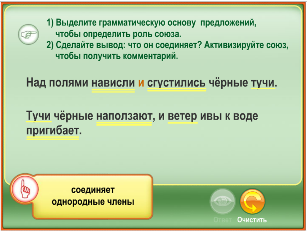 1) Выделите грамматическую основу предложений,
чтобы определить роль союза.
2) Сделайте вывод: что он соединяет? Активизируйте союз,
чтобы получить комментарий.
Над полями нависли и сгустились чёрные тучи.
Тучи чёрные наползают, и ветер ивы к воде
пригибает.
соединяет
однородные члены
Очистить